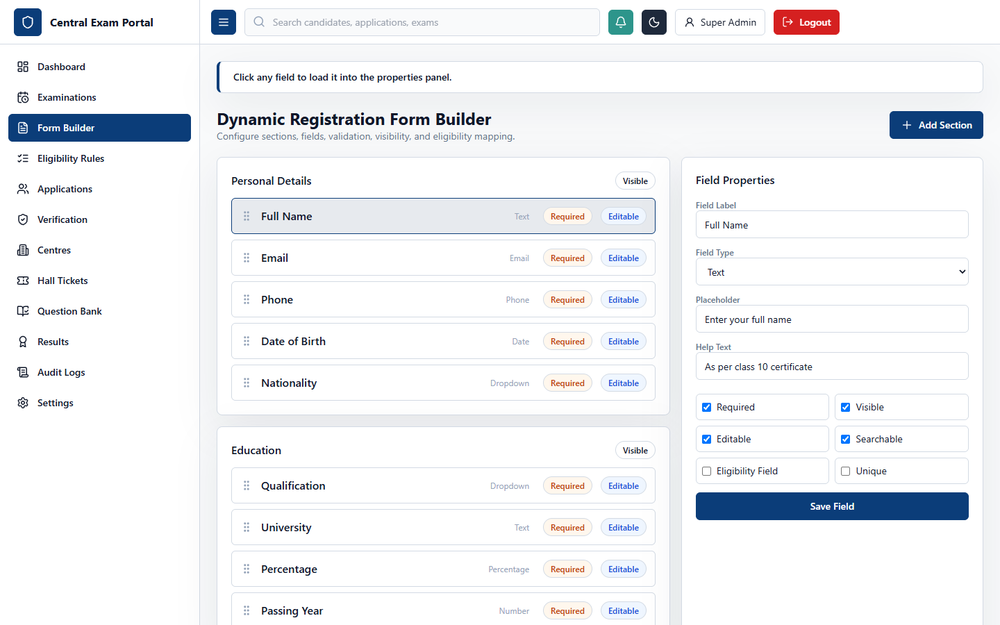 Central Exam Portal
Search candidates, applications, exams
Super Admin
Logout
Dashboard
Examinations
Form Builder
Eligibility Rules
Applications
Verification
Centres
Hall Tickets
Question Bank
Results
Audit Logs
Settings
Click any field to load it into the properties panel.
Dynamic Registration Form Builder
Configure sections, fields, validation, visibility, and eligibility mapping.
Add Section
Personal Details Visible
Full Name Text Required Editable
Email Email Required Editable
Phone Phone Required Editable
Date of Birth Date Required Editable
Nationality Dropdown Required Editable
Education Visible
Qualification Dropdown Required Editable
University Text Required Editable
Percentage Percentage Required Editable
Passing Year Number Required Editable
Field Properties
Field Label
Full Name
Field Type
Text
Placeholder
Enter your full name
Help Text
As per class 10 certificate
Required Visible
Editable Searchable
Eligibility Field Unique
Save Field